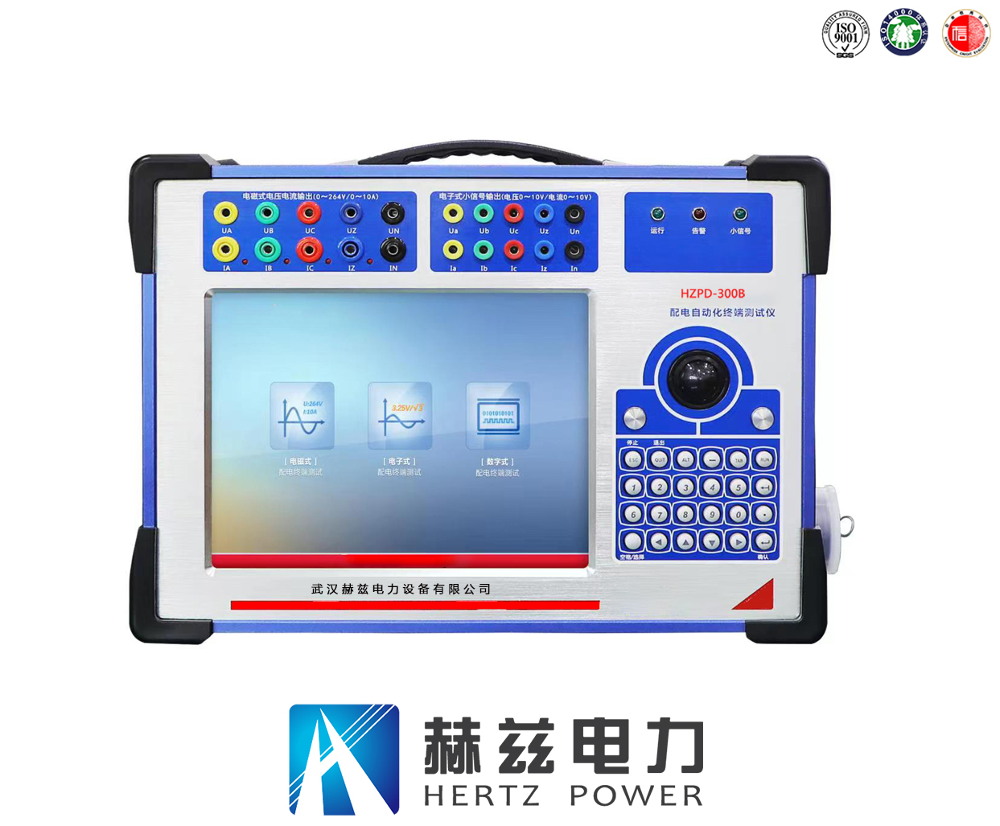 QUALITY ASSURED FIRM
ISO
9001
SGS
ISO14000
信
电磁式电压电流输出(0～264V/0～10A)
UA UB UC UZ UN
IA IB IC IZ IN
电子式小信号输出(电压0～10V/电流0～10V)
Ua Ub Uc Uz Un
Ia Ib Ic Iz In
运行 告警 小信号
HZPD-300B
配电自动化终端测试仪
U:264V
I:10A
3.25V/√3
0101010101
[ 电磁式 ] [ 电子式 ] [ 数字式 ]
配电终端测试 配电终端测试 配电终端测试
停止 退出
ESC QUIT ALT — TAB RUN
1 2 3 4 5
6 7 8 9 0 .
空格/选择 确认
武汉赫兹电力设备有限公司
赫兹电力
HERTZ POWER